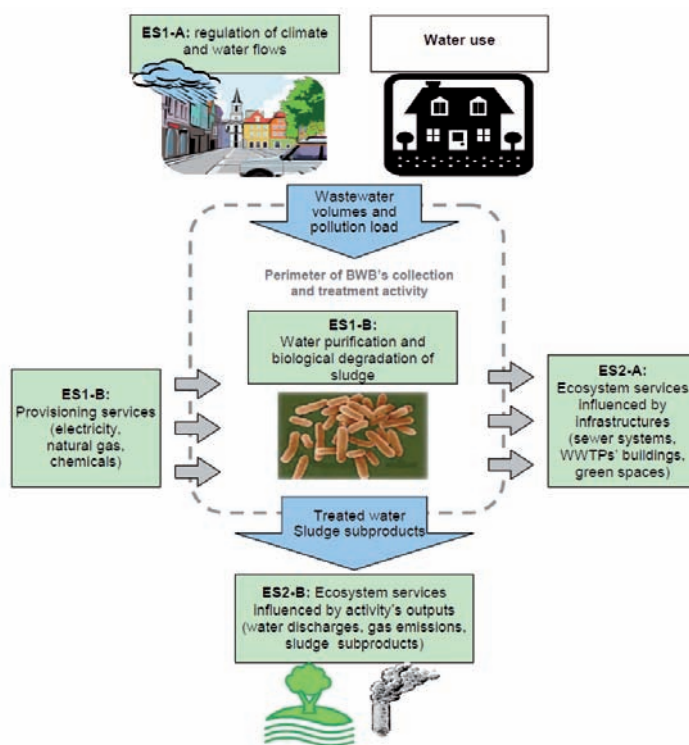 ES1-A: regulation of climate
and water flows
Water use
Wastewater
volumes and
pollution load
Perimeter of BWB's collection
and treatment activity
ES1-B:
Water purification and
biological degradation of
sludge
ES1-B:
Provisioning services
(electricity,
natural gas,
chemicals)
ES2-A:
Ecosystem services
influenced by
infrastructures
(sewer systems,
WWTPs' buildings,
green spaces)
Treated water
Sludge subproducts
ES2-B: Ecosystem services
influenced by activity's outputs
(water discharges, gas emissions,
sludge subproducts)